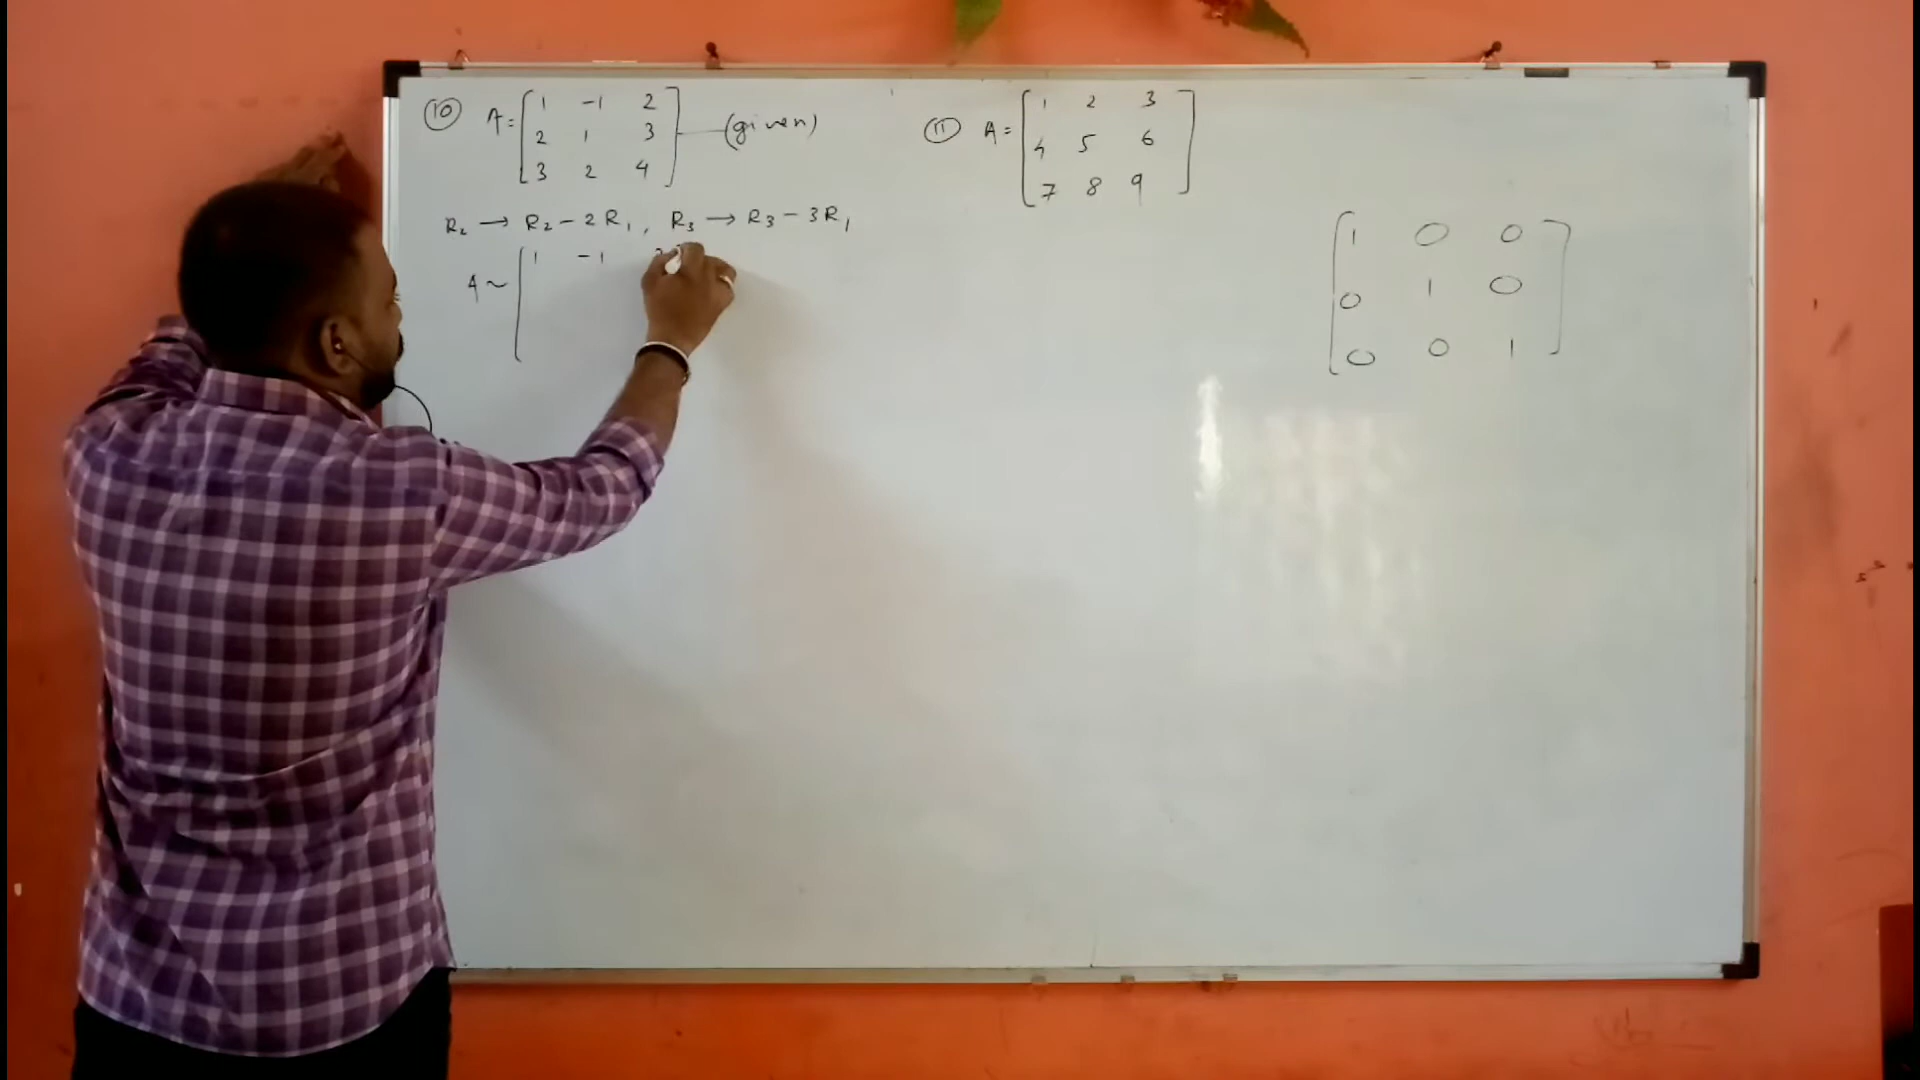 ⑩ A = [ 1 -1 2
2 1 3
3 2 4 ] — (given)
R₂ → R₂ - 2R₁, R₃ → R₃ - 3R₁
A ~ [ 1 -1
⑪ A = [ 1 2 3
4 5 6
7 8 9 ]
[ 1 0 0
0 1 0
0 0 1 ]